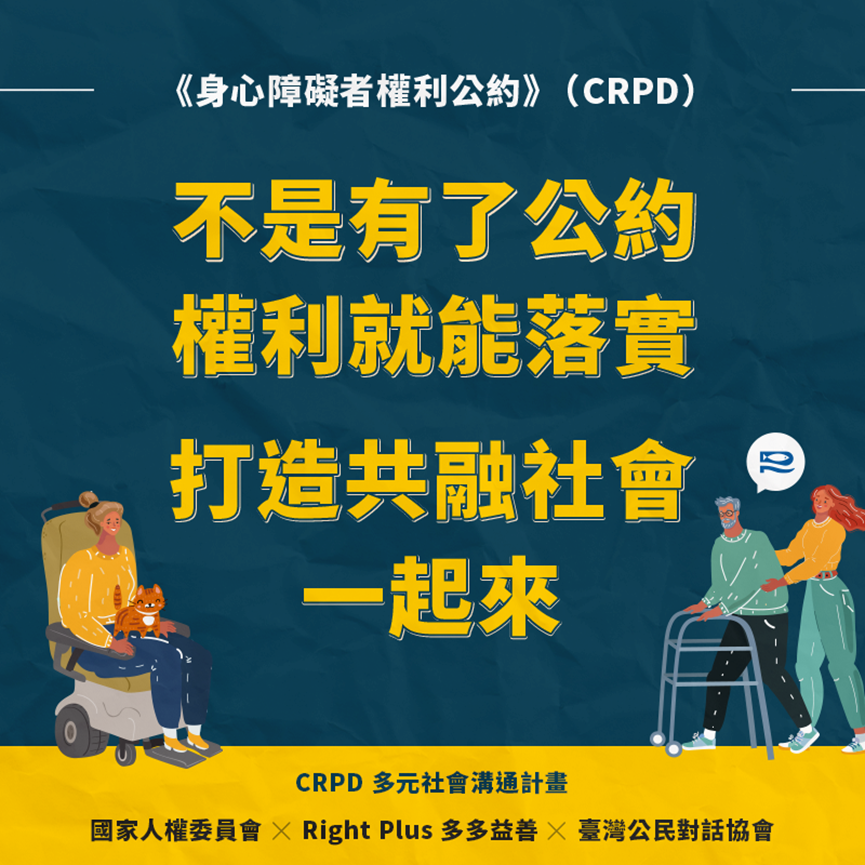 《身心障礙者權利公約》（CRPD）
不是有了公約
權利就能落實
打造共融社會
一起來
CRPD 多元社會溝通計畫
國家人權委員會 × Right Plus 多多益善 × 臺灣公民對話協會